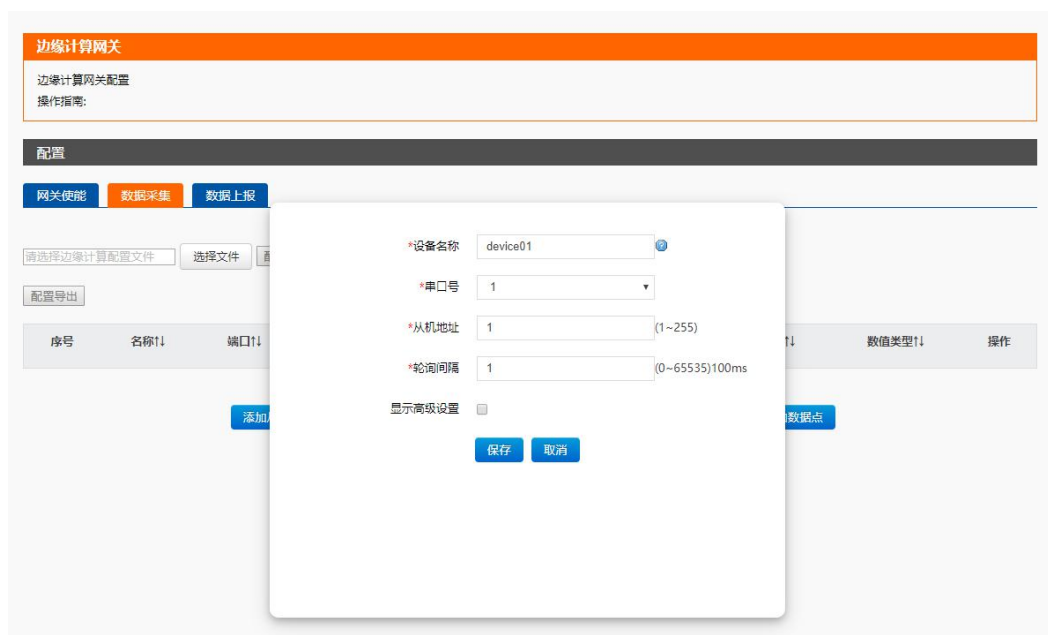 边缘计算网关
边缘计算网关配置
操作指南:
配置
网关使能 数据采集 数据上报
*设备名称 device01
请选择边缘计算配置文件 选择文件
*串口号 1
配置导出
*从机地址 1 (1~255)
序号 名称↑↓ 端口↑↓ ↑↓ 数值类型↑↓ 操作
*轮询间隔 1 (0~65535)100ms
显示高级设置
添加 数据点
保存 取消